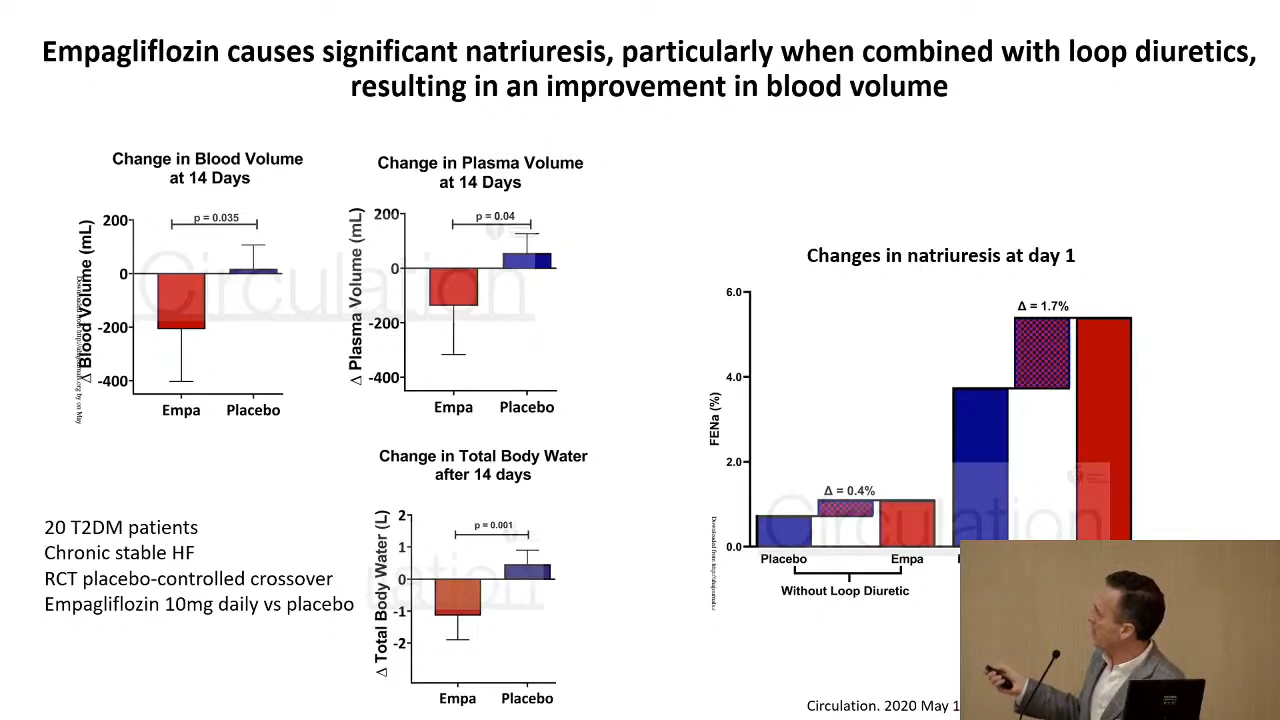 Empagliflozin causes significant natriuresis, particularly when combined with loop diuretics,
resulting in an improvement in blood volume
Change in Blood Volume
at 14 Days
Δ Blood Volume (mL)
200
0
-200
-400
p = 0.035
Empa
Placebo
Change in Plasma Volume
at 14 Days
Δ Plasma Volume (mL)
200
0
-200
-400
p = 0.04
Empa
Placebo
Circulation
Change in Total Body Water
after 14 days
Δ Total Body Water (L)
2
1
0
-1
-2
p = 0.001
Empa
Placebo
20 T2DM patients
Chronic stable HF
RCT placebo-controlled crossover
Empagliflozin 10mg daily vs placebo
Changes in natriuresis at day 1
FENa (%)
6.0
4.0
2.0
0.0
Δ = 0.4%
Δ = 1.7%
Circulation
Placebo
Empa
Without Loop Diuretic
Circulation. 2020 May 1